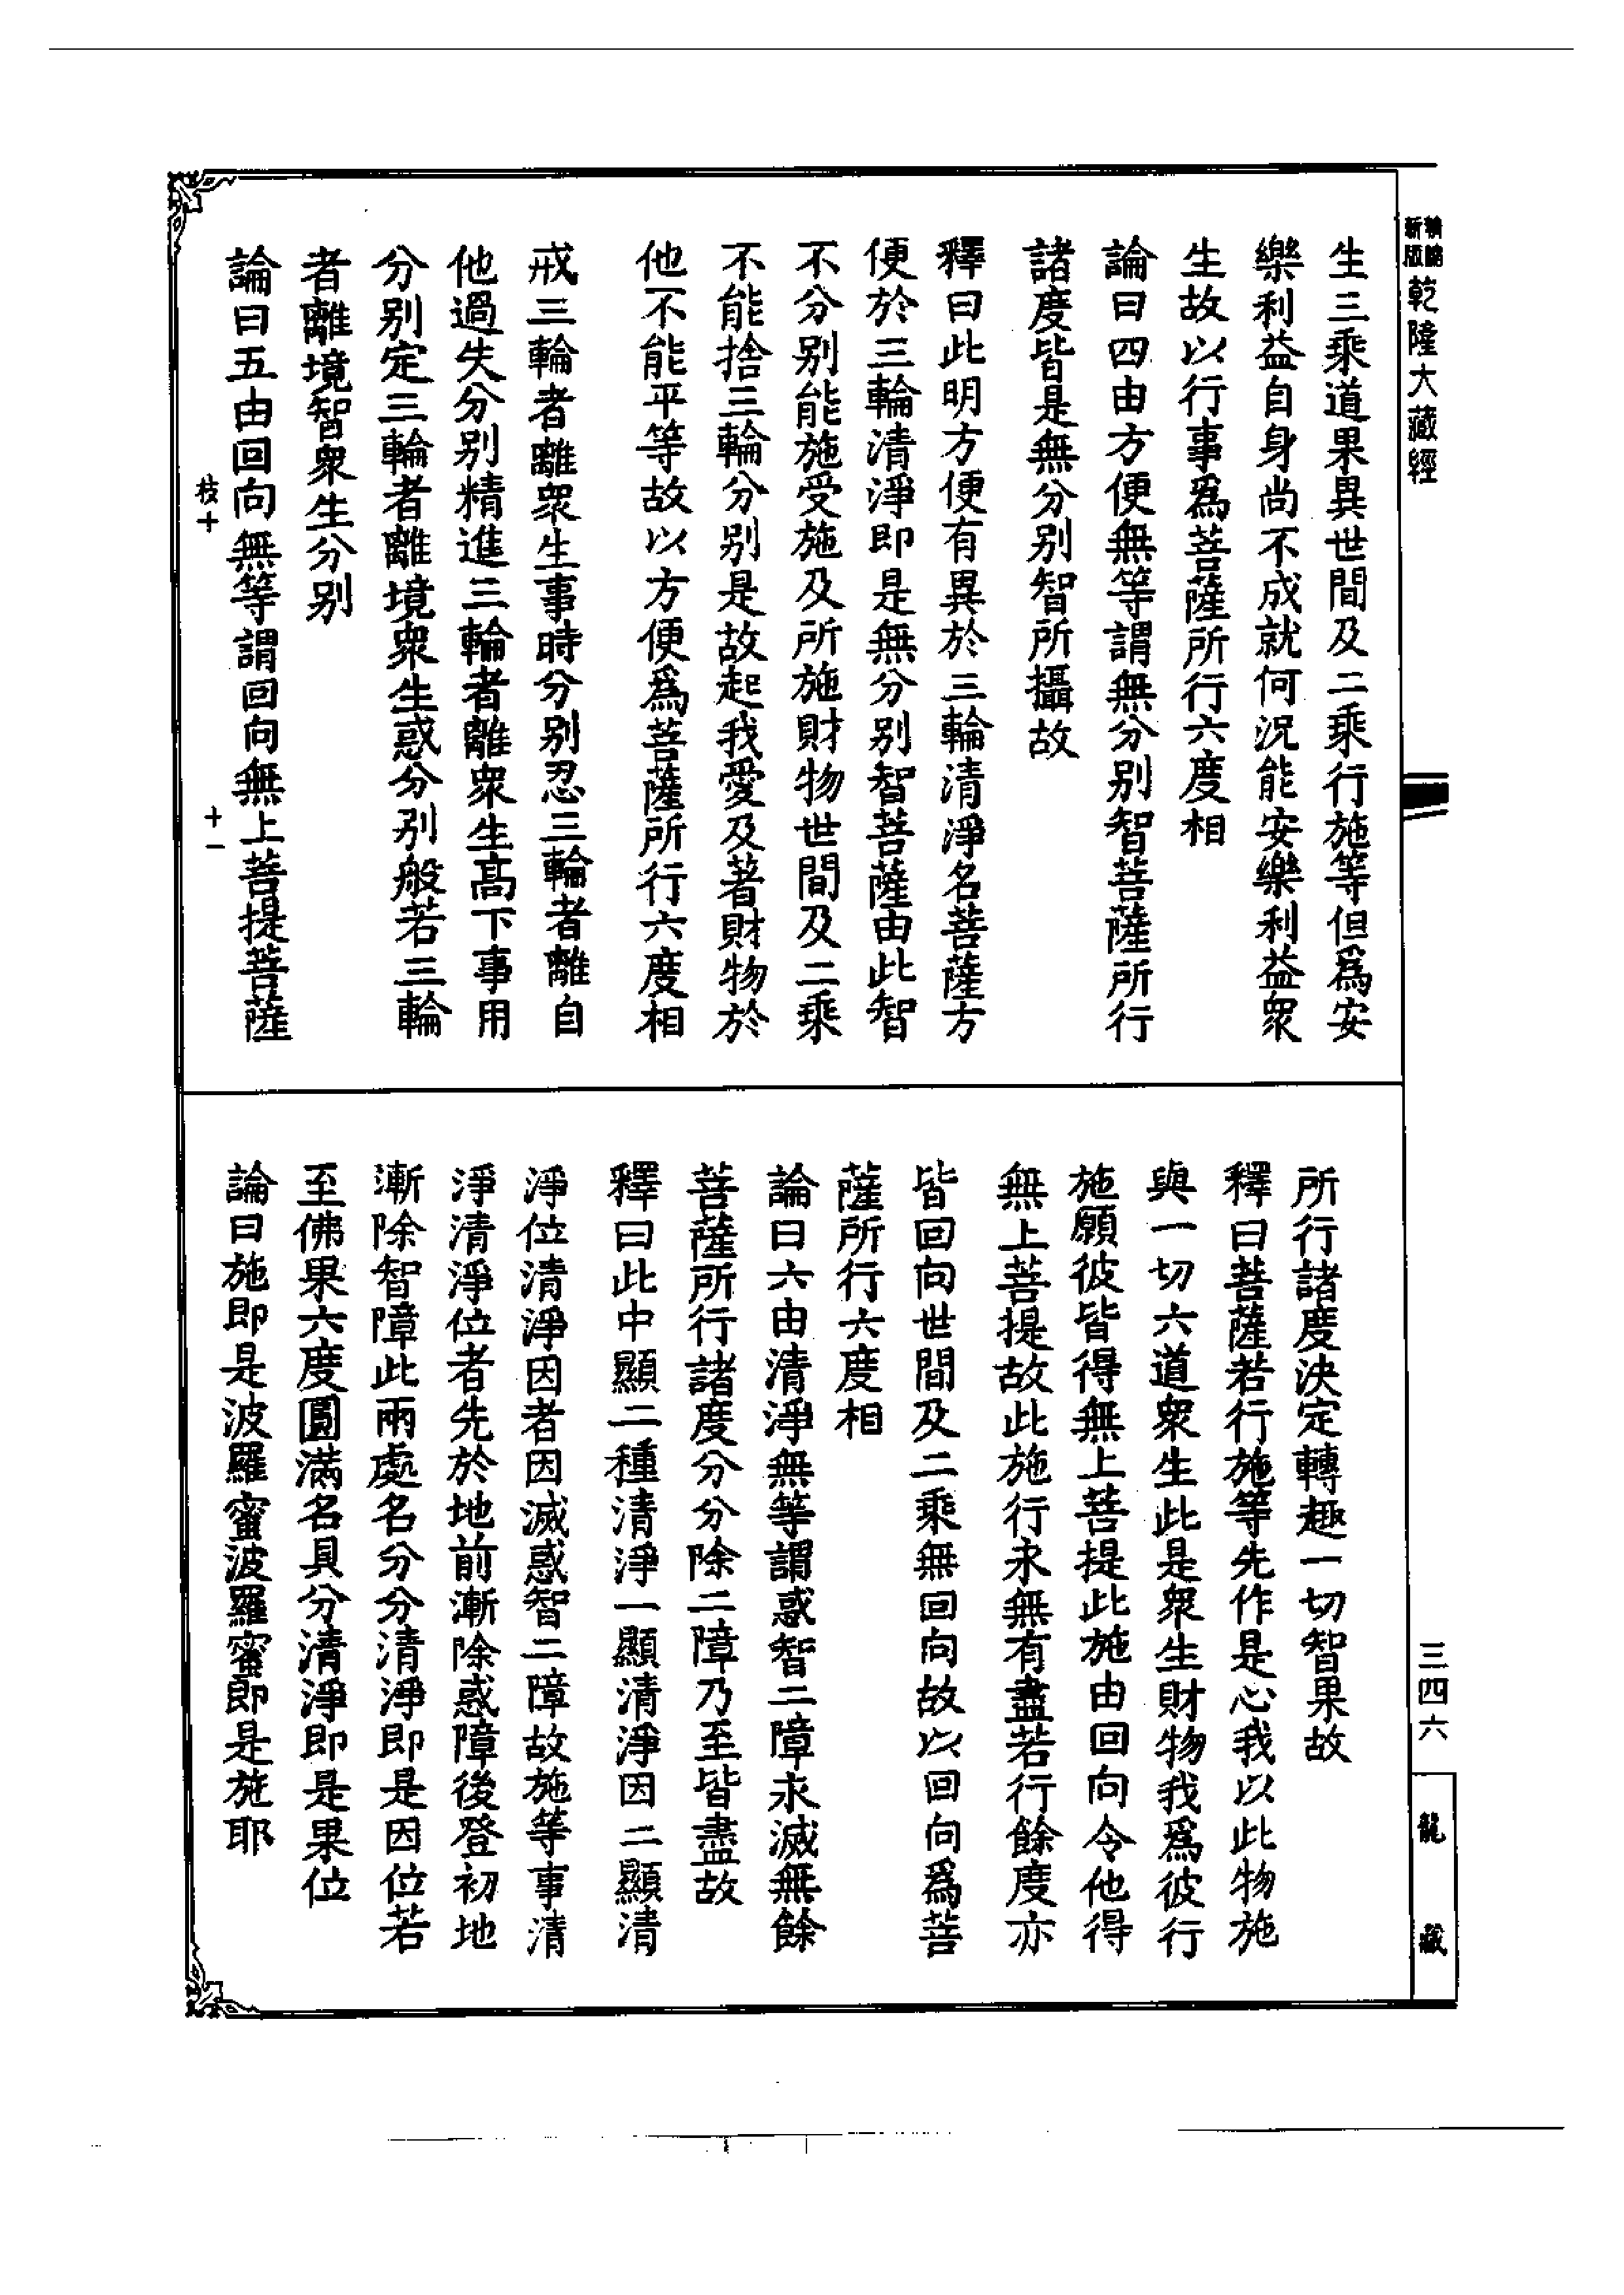 新編
新版
乾隆大藏經
生三乘道果異世間及二乘行施等但爲安
樂利益自身尚不成就何況能安樂利益衆
生故以行事爲菩薩所行六度相
論曰四由方便無等謂無分別智菩薩所行
諸度皆是無分別智所攝故
釋曰此明方便有異於三輪清淨名菩薩方
便於三輪清淨即是無分別智菩薩由此智
不分別能施受施及所施財物世間及二乘
不能捨三輪分別是故起我愛及著財物於
他不能平等故以方便爲菩薩所行六度相
戒三輪者離衆生事時分別忍三輪者離自
他過失分別精進三輪者離衆生高下事用
分別定三輪者離境衆生惑分別般若三輪
者離境智衆生分別
論曰五由回向無等謂回向無上菩提菩薩
枝十
十一
所行諸度決定轉趣一切智果故
釋曰菩薩若行施等先作是心我以此物施
與一切六道衆生此是衆生財物我爲彼行
施願彼皆得無上菩提此施由回向令他得
無上菩提故此施行永無有盡若行餘度亦
皆回向世間及二乘無回向故以回向爲菩
薩所行六度相
論曰六由清淨無等謂惑智二障永滅無餘
菩薩所行諸度分分除二障乃至皆盡故
釋曰此中顯二種清淨一顯清淨因二顯清
淨位清淨因者因滅惑智二障故施等事清
淨清淨位者先於地前漸除惑障後登初地
漸除智障此兩處名分分清淨即是因位若
至佛果六度圓滿名具分清淨即是果位
論曰施即是波羅蜜波羅蜜即是施耶
三四六
龍藏